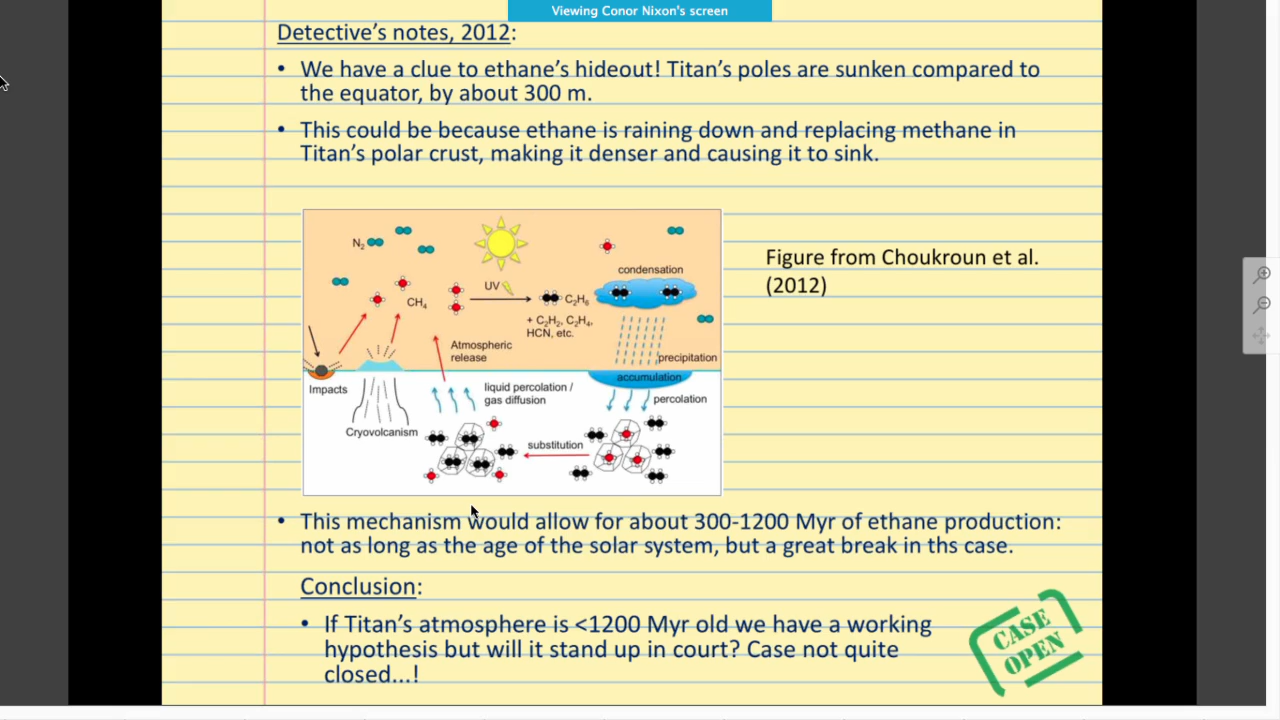 Viewing Conor Nixon's screen
Detective's notes, 2012:
• We have a clue to ethane's hideout! Titan's poles are sunken compared to
the equator, by about 300 m.
• This could be because ethane is raining down and replacing methane in
Titan's polar crust, making it denser and causing it to sink.
N2
CH4
UV
C2H6
+ C2H2, C2H4,
HCN, etc.
condensation
Atmospheric
release
precipitation
Impacts
Cryovolcanism
liquid percolation /
gas diffusion
accumulation
percolation
substitution
Figure from Choukroun et al.
(2012)
• This mechanism would allow for about 300-1200 Myr of ethane production:
not as long as the age of the solar system, but a great break in ths case.
Conclusion:
• If Titan's atmosphere is <1200 Myr old we have a working
hypothesis but will it stand up in court? Case not quite
closed...!
CASE
OPEN